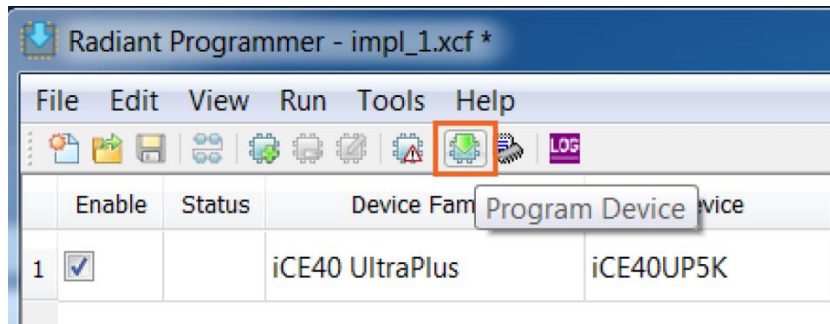 Radiant Programmer - impl_1.xcf *
File Edit View Run Tools Help
LOG
Enable Status Device Fam Program Device vice
1 iCE40 UltraPlus iCE40UP5K